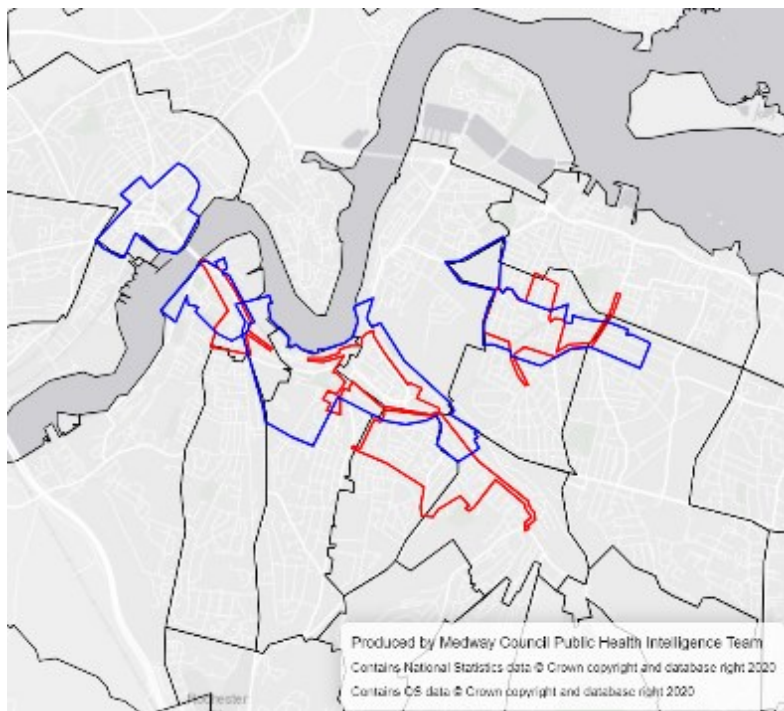 Produced by Medway Council Public Health Intelligence Team
Contains National Statistics data © Crown copyright and database right 2020
Contains OS data © Crown copyright and database right 2020
Rochester